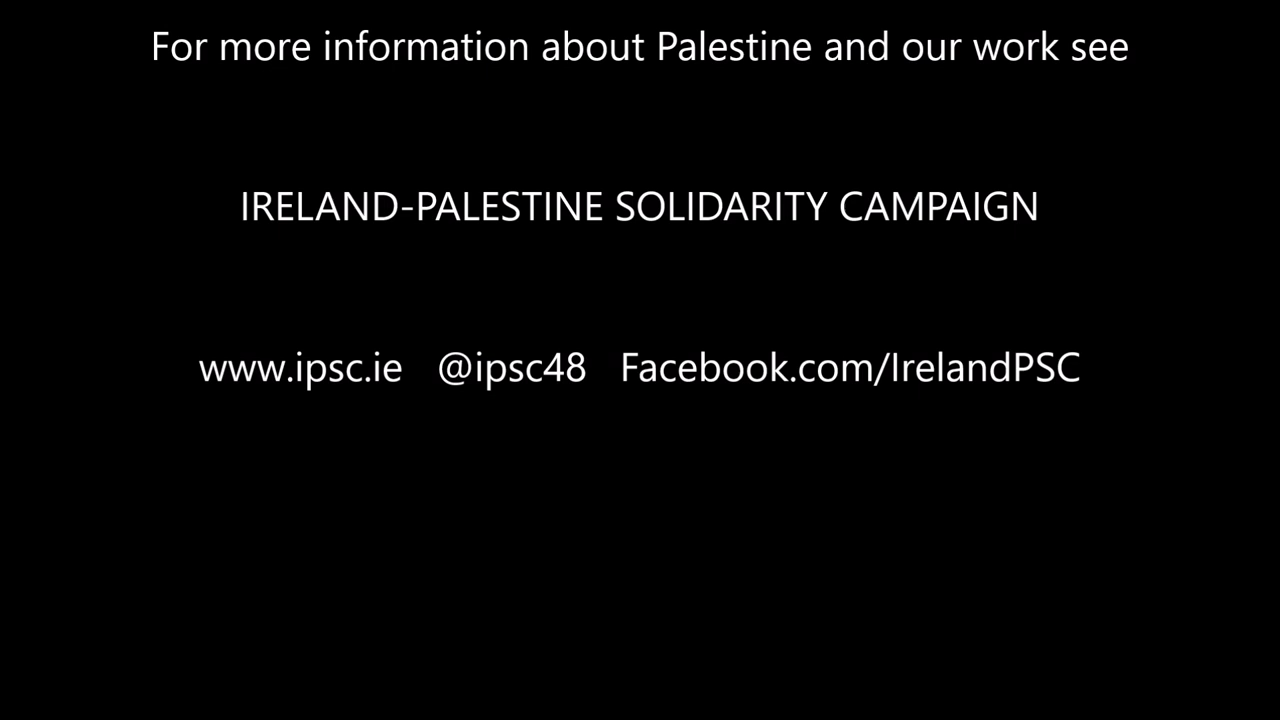 For more information about Palestine and our work see
IRELAND-PALESTINE SOLIDARITY CAMPAIGN
www.ipsc.ie @ipsc48 Facebook.com/IrelandPSC